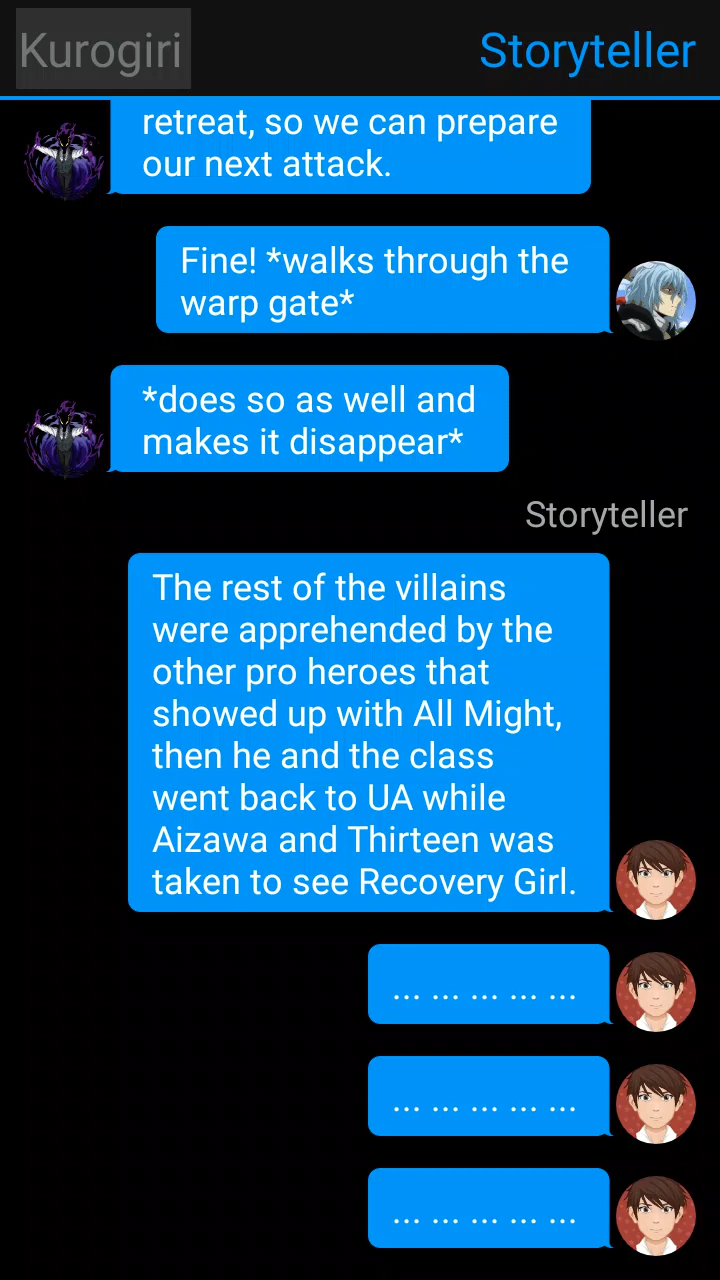 Kurogiri
Storyteller
retreat, so we can prepare
our next attack.
Fine! *walks through the
warp gate*
*does so as well and
makes it disappear*
Storyteller
The rest of the villains
were apprehended by the
other pro heroes that
showed up with All Might,
then he and the class
went back to UA while
Aizawa and Thirteen was
taken to see Recovery Girl.
... ... ... ... ...
... ... ... ... ...
... ... ... ... ...